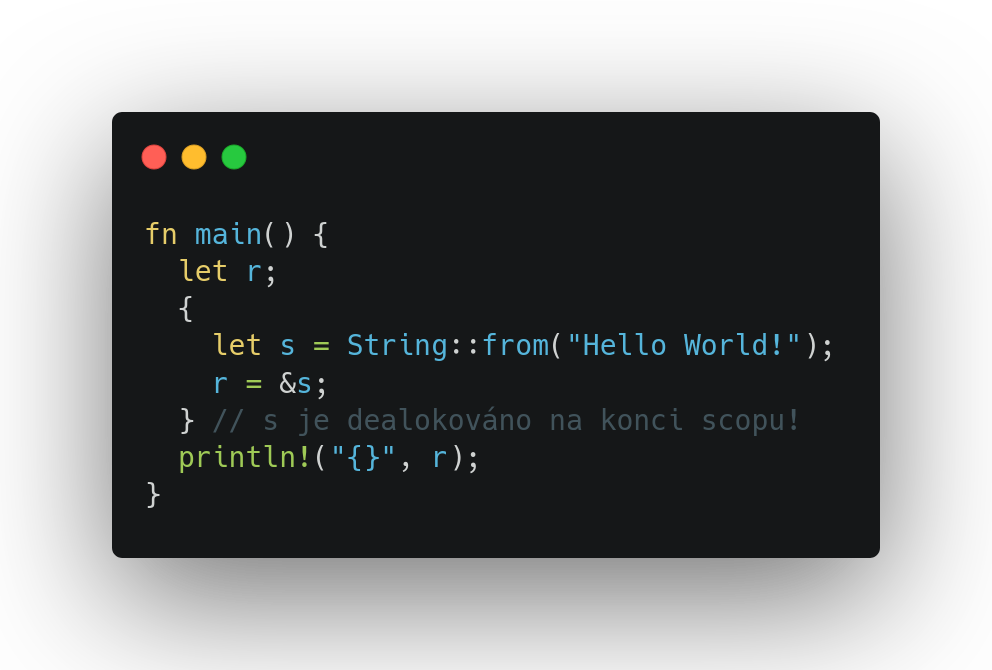 fn main() {
  let r;
  {
    let s = String::from("Hello World!");
    r = &s;
  } // s je dealokováno na konci scopu!
  println!("{}", r);
}